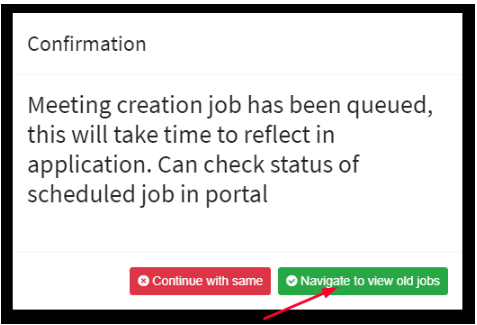 Confirmation
Meeting creation job has been queued,
this will take time to reflect in
application. Can check status of
scheduled job in portal
Continue with same Navigate to view old jobs